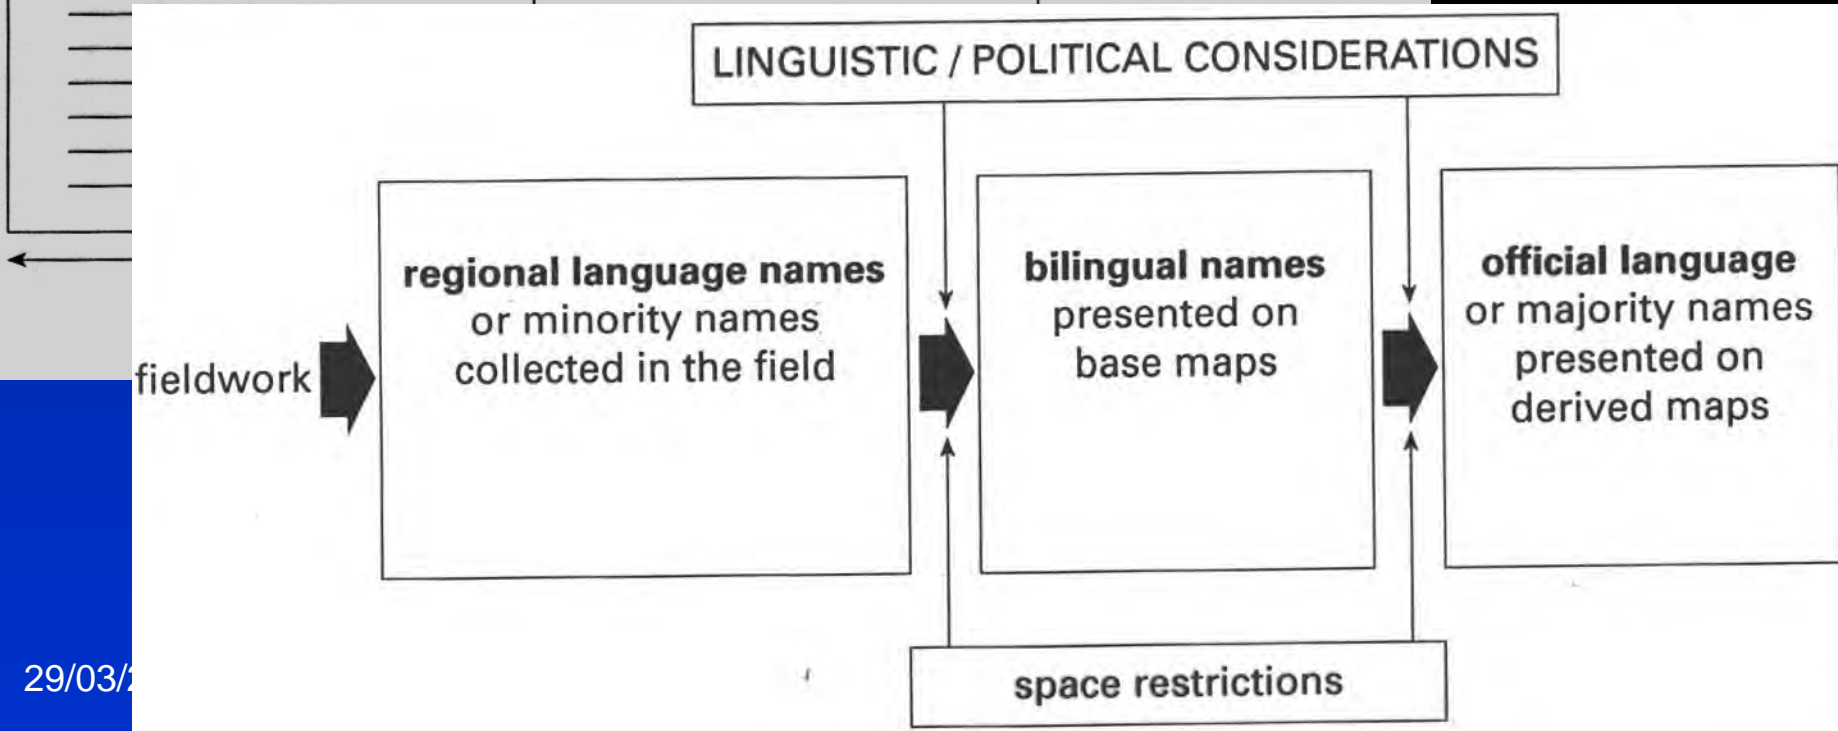 LINGUISTIC / POLITICAL CONSIDERATIONS
fieldwork
regional language names
or minority names
collected in the field
bilingual names
presented on
base maps
official language
or majority names
presented on
derived maps
space restrictions
29/03/